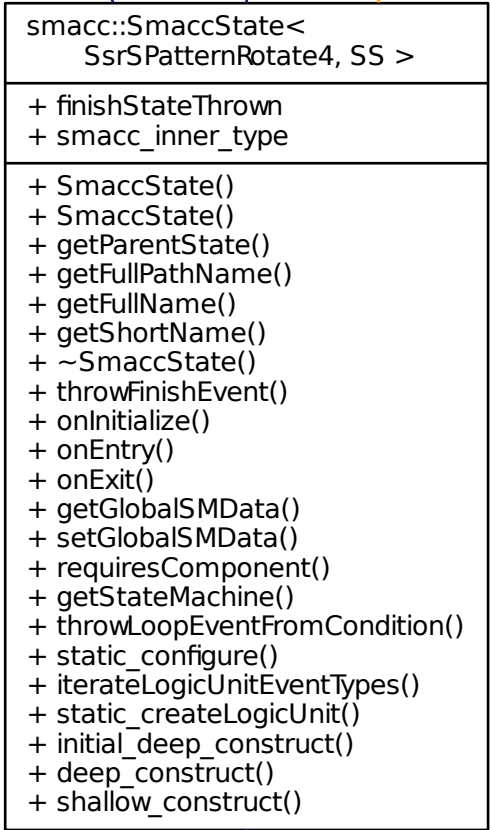 smacc::SmaccState<
SsrSPatternRotate4, SS >
+ finishStateThrown
+ smacc_inner_type
+ SmaccState()
+ SmaccState()
+ getParentState()
+ getFullPathName()
+ getFullName()
+ getShortName()
+ ~SmaccState()
+ throwFinishEvent()
+ onInitialize()
+ onEntry()
+ onExit()
+ getGlobalSMData()
+ setGlobalSMData()
+ requiresComponent()
+ getStateMachine()
+ throwLoopEventFromCondition()
+ static_configure()
+ iterateLogicUnitEventTypes()
+ static_createLogicUnit()
+ initial_deep_construct()
+ deep_construct()
+ shallow_construct()